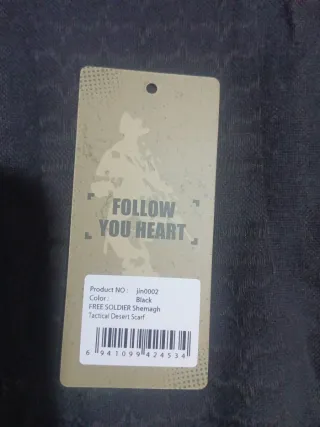 FOLLOW
YOU HEART
Product NO : jin0002
Color : Black
FREE SOLDIER Shemagh
Tactical Desert Scarf
6 941099 424534